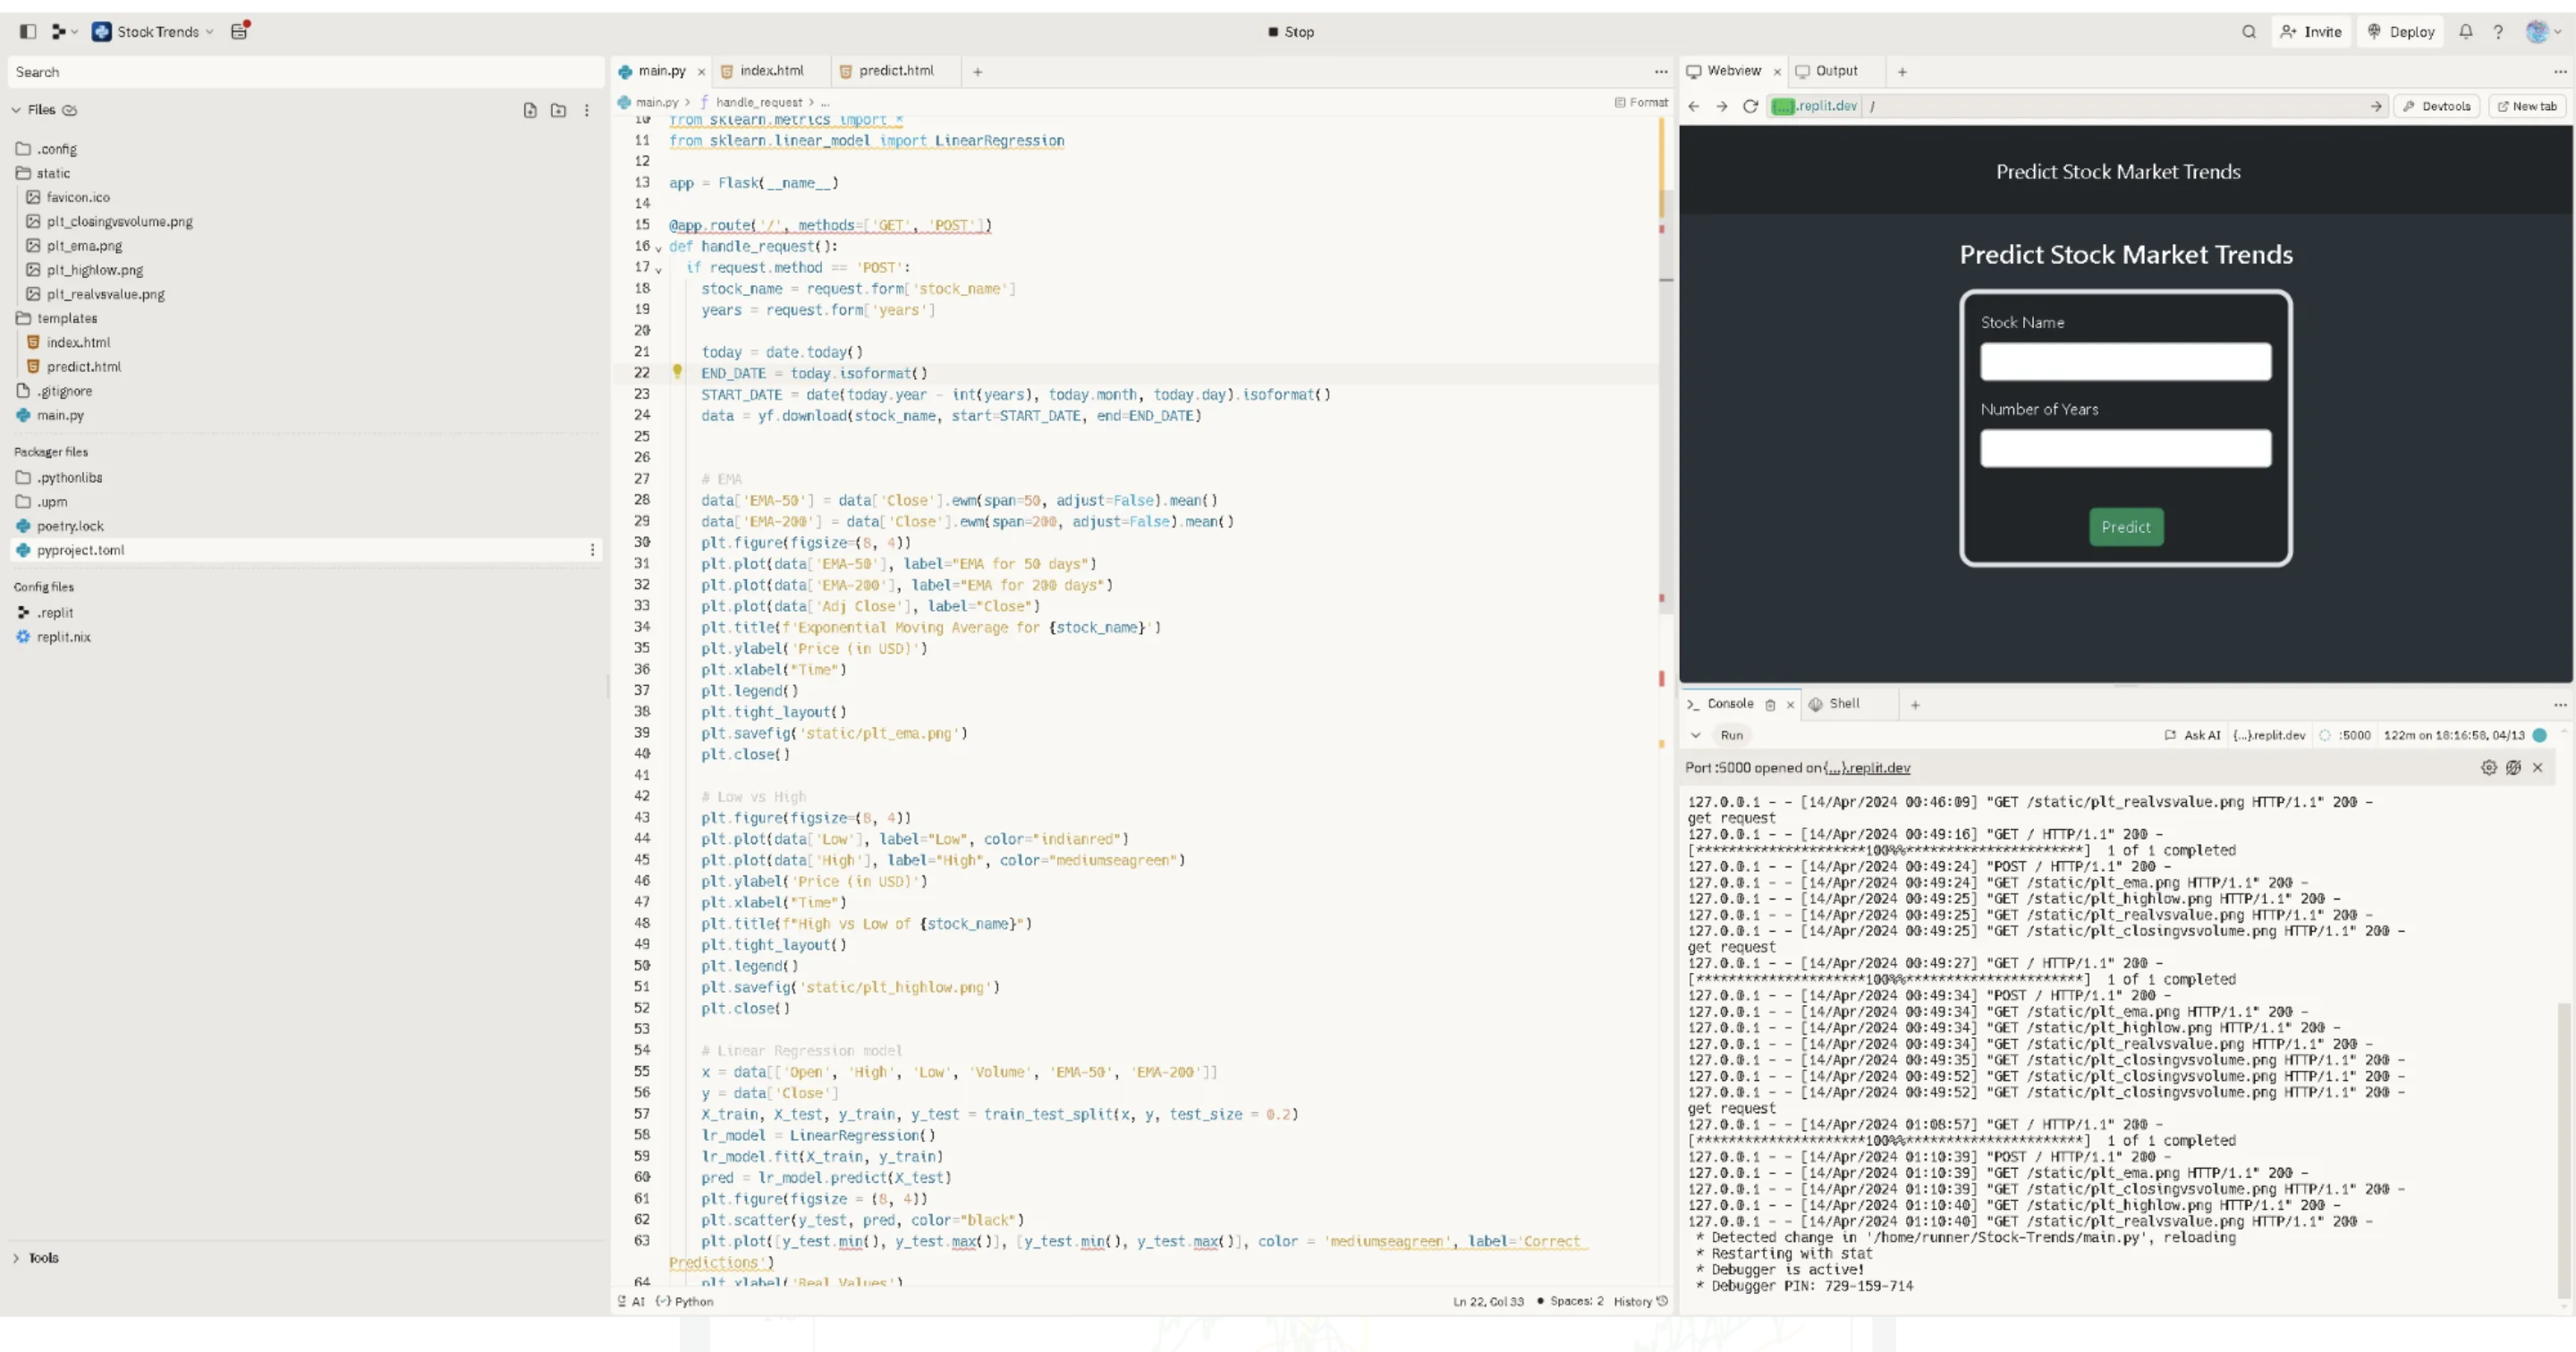 Stock Trends
Stop
Invite
Deploy
Search
Files
.config
static
favicon.ico
plt_closingvsvolume.png
plt_ema.png
plt_highlow.png
plt_realvsvalue.png
templates
index.html
predict.html
.gitignore
main.py
Packager files
.pythonlibs
.upm
poetry.lock
pyproject.toml
Config files
.replit
replit.nix
Tools
main.py
index.html
predict.html
main.py > f handle_request > ...
Format
10 from sklearn.metrics import *
11 from sklearn.linear_model import LinearRegression
12
13 app = Flask(__name__)
14
15 @app.route('/', methods=['GET', 'POST'])
16 def handle_request():
17 if request.method == 'POST':
18 stock_name = request.form['stock_name']
19 years = request.form['years']
20
21 today = date.today()
22 END_DATE = today.isoformat()
23 START_DATE = date(today.year - int(years), today.month, today.day).isoformat()
24 data = yf.download(stock_name, start=START_DATE, end=END_DATE)
25
26
27 # EMA
28 data['EMA-50'] = data['Close'].ewm(span=50, adjust=False).mean()
29 data['EMA-200'] = data['Close'].ewm(span=200, adjust=False).mean()
30 plt.figure(figsize=(8, 4))
31 plt.plot(data['EMA-50'], label="EMA for 50 days")
32 plt.plot(data['EMA-200'], label="EMA for 200 days")
33 plt.plot(data['Adj Close'], label="Close")
34 plt.title(f'Exponential Moving Average for {stock_name}')
35 plt.ylabel('Price (in USD)')
36 plt.xlabel("Time")
37 plt.legend()
38 plt.tight_layout()
39 plt.savefig('static/plt_ema.png')
40 plt.close()
41
42 # Low vs High
43 plt.figure(figsize=(8, 4))
44 plt.plot(data['Low'], label="Low", color="indianred")
45 plt.plot(data['High'], label="High", color="mediumseagreen")
46 plt.ylabel('Price (in USD)')
47 plt.xlabel("Time")
48 plt.title(f"High vs Low of {stock_name}")
49 plt.tight_layout()
50 plt.legend()
51 plt.savefig('static/plt_highlow.png')
52 plt.close()
53
54 # Linear Regression model
55 x = data[['Open', 'High', 'Low', 'Volume', 'EMA-50', 'EMA-200']]
56 y = data['Close']
57 X_train, X_test, y_train, y_test = train_test_split(x, y, test_size = 0.2)
58 lr_model = LinearRegression()
59 lr_model.fit(X_train, y_train)
60 pred = lr_model.predict(X_test)
61 plt.figure(figsize = (8, 4))
62 plt.scatter(y_test, pred, color="black")
63 plt.plot([y_test.min(), y_test.max()], [y_test.min(), y_test.max()], color = 'mediumseagreen', label='Correct
Predictions')
64 plt.xlabel('Real Values')
AI {} Python
Ln 22, Col 33 • Spaces: 2 History
Webview
Output
{...}.replit.dev /
Devtools
New tab
Predict Stock Market Trends
Predict Stock Market Trends
Stock Name
Number of Years
Predict
Console
Shell
Run
Ask AI {...}.replit.dev :5000 122m on 18:16:58, 04/13
Port :5000 opened on {...}.replit.dev
127.0.0.1 - - [14/Apr/2024 00:46:09] "GET /static/plt_realvsvalue.png HTTP/1.1" 200 -
get request
127.0.0.1 - - [14/Apr/2024 00:49:16] "GET / HTTP/1.1" 200 -
[*********************100%%**********************] 1 of 1 completed
127.0.0.1 - - [14/Apr/2024 00:49:24] "POST / HTTP/1.1" 200 -
127.0.0.1 - - [14/Apr/2024 00:49:24] "GET /static/plt_ema.png HTTP/1.1" 200 -
127.0.0.1 - - [14/Apr/2024 00:49:25] "GET /static/plt_highlow.png HTTP/1.1" 200 -
127.0.0.1 - - [14/Apr/2024 00:49:25] "GET /static/plt_realvsvalue.png HTTP/1.1" 200 -
127.0.0.1 - - [14/Apr/2024 00:49:25] "GET /static/plt_closingvsvolume.png HTTP/1.1" 200 -
get request
127.0.0.1 - - [14/Apr/2024 00:49:27] "GET / HTTP/1.1" 200 -
[*********************100%%**********************] 1 of 1 completed
127.0.0.1 - - [14/Apr/2024 00:49:34] "POST / HTTP/1.1" 200 -
127.0.0.1 - - [14/Apr/2024 00:49:34] "GET /static/plt_ema.png HTTP/1.1" 200 -
127.0.0.1 - - [14/Apr/2024 00:49:34] "GET /static/plt_highlow.png HTTP/1.1" 200 -
127.0.0.1 - - [14/Apr/2024 00:49:34] "GET /static/plt_realvsvalue.png HTTP/1.1" 200 -
127.0.0.1 - - [14/Apr/2024 00:49:35] "GET /static/plt_closingvsvolume.png HTTP/1.1" 200 -
127.0.0.1 - - [14/Apr/2024 00:49:52] "GET /static/plt_closingvsvolume.png HTTP/1.1" 200 -
127.0.0.1 - - [14/Apr/2024 00:49:52] "GET /static/plt_closingvsvolume.png HTTP/1.1" 200 -
get request
127.0.0.1 - - [14/Apr/2024 01:08:57] "GET / HTTP/1.1" 200 -
[*********************100%%**********************] 1 of 1 completed
127.0.0.1 - - [14/Apr/2024 01:10:39] "POST / HTTP/1.1" 200 -
127.0.0.1 - - [14/Apr/2024 01:10:39] "GET /static/plt_ema.png HTTP/1.1" 200 -
127.0.0.1 - - [14/Apr/2024 01:10:39] "GET /static/plt_closingvsvolume.png HTTP/1.1" 200 -
127.0.0.1 - - [14/Apr/2024 01:10:40] "GET /static/plt_highlow.png HTTP/1.1" 200 -
127.0.0.1 - - [14/Apr/2024 01:10:40] "GET /static/plt_realvsvalue.png HTTP/1.1" 200 -
* Detected change in '/home/runner/Stock-Trends/main.py', reloading
* Restarting with stat
* Debugger is active!
* Debugger PIN: 729-159-714